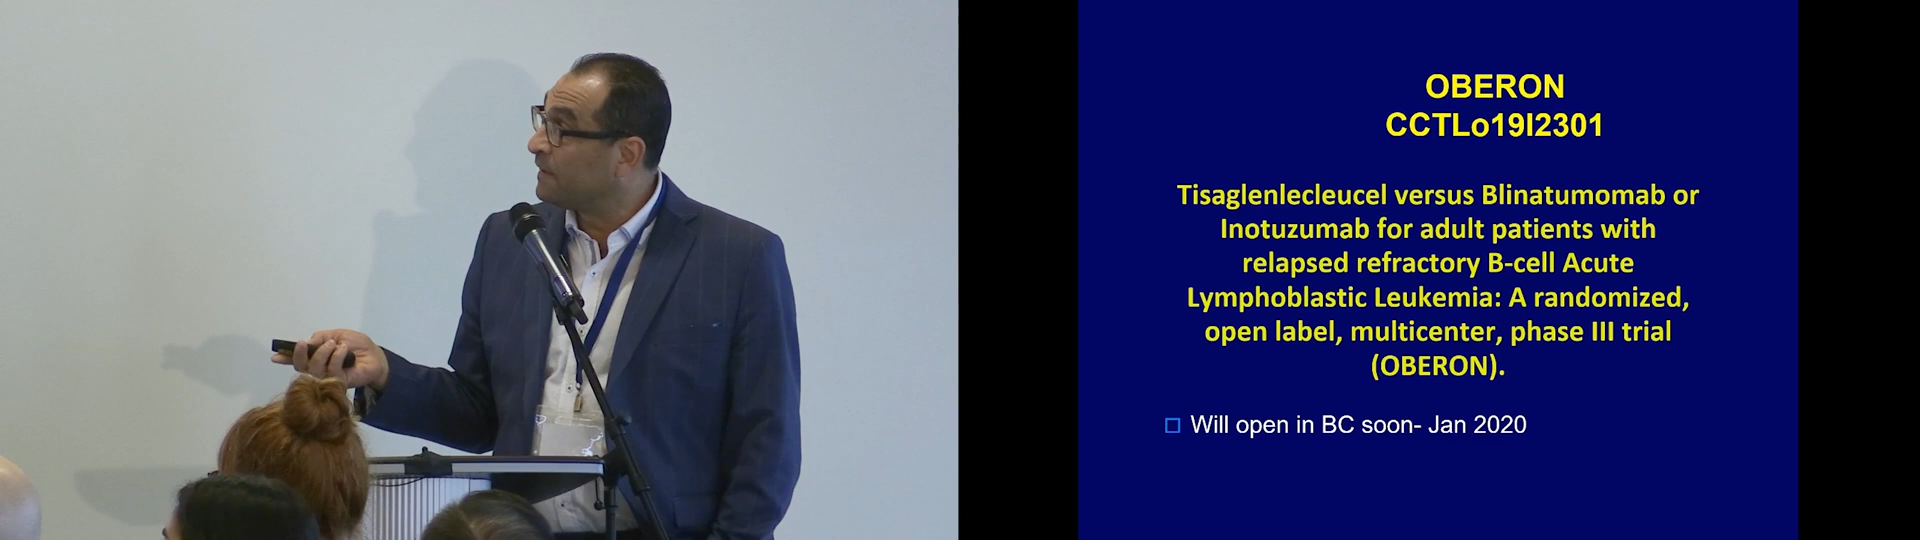 OBERON
CCTLo19I2301
Tisaglenlecleucel versus Blinatumomab or
Inotuzumab for adult patients with
relapsed refractory B-cell Acute
Lymphoblastic Leukemia: A randomized,
open label, multicenter, phase III trial
(OBERON).
Will open in BC soon- Jan 2020